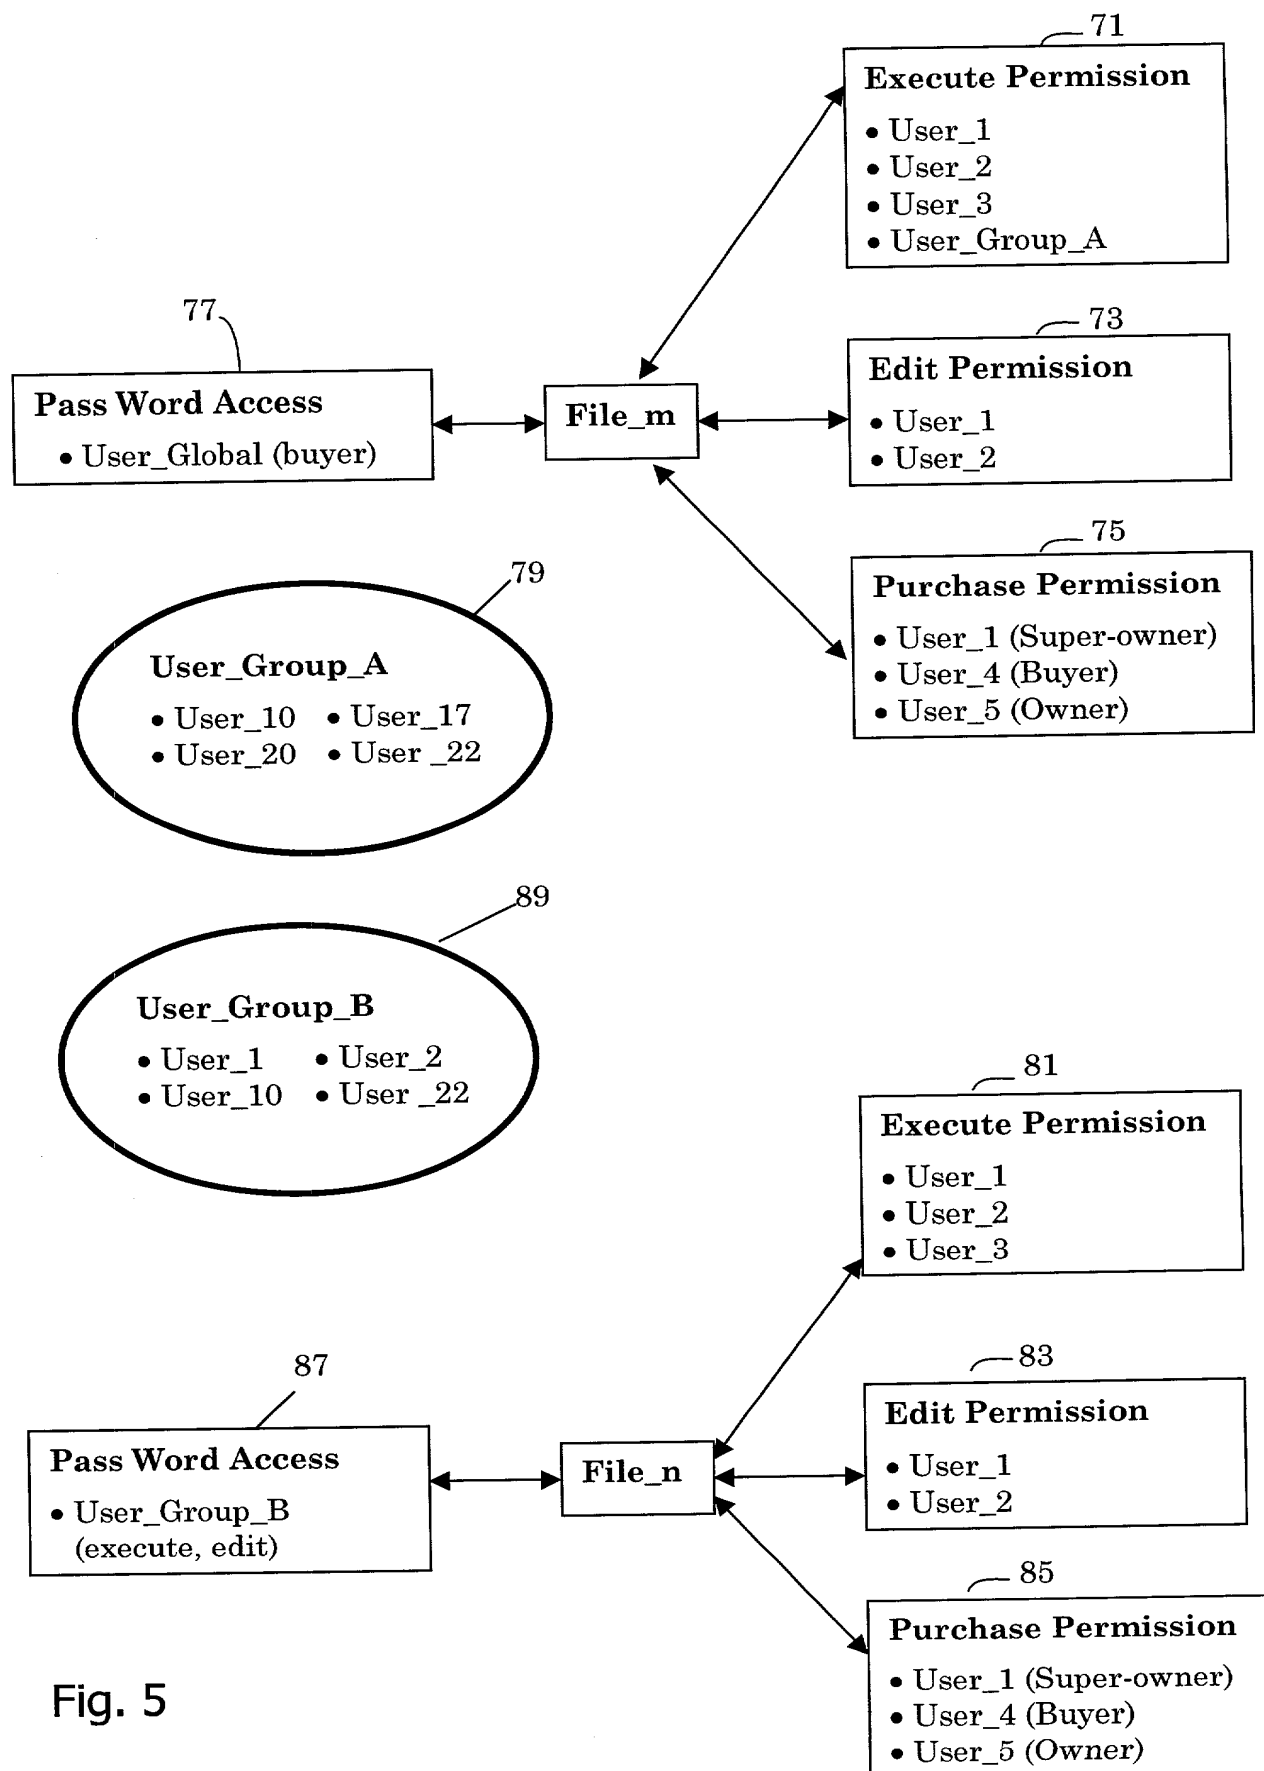 71
Execute Permission
• User_1
• User_2
• User_3
• User_Group_A
77
73
Pass Word Access
• User_Global (buyer)
File_m
Edit Permission
• User_1
• User_2
75
Purchase Permission
• User_1 (Super-owner)
• User_4 (Buyer)
• User_5 (Owner)
79
User_Group_A
• User_10 • User_17
• User_20 • User _22
89
User_Group_B
• User_1 • User_2
• User_10 • User _22
81
Execute Permission
• User_1
• User_2
• User_3
87
83
Pass Word Access
• User_Group_B
(execute, edit)
File_n
Edit Permission
• User_1
• User_2
85
Purchase Permission
• User_1 (Super-owner)
• User_4 (Buyer)
• User_5 (Owner)
Fig. 5